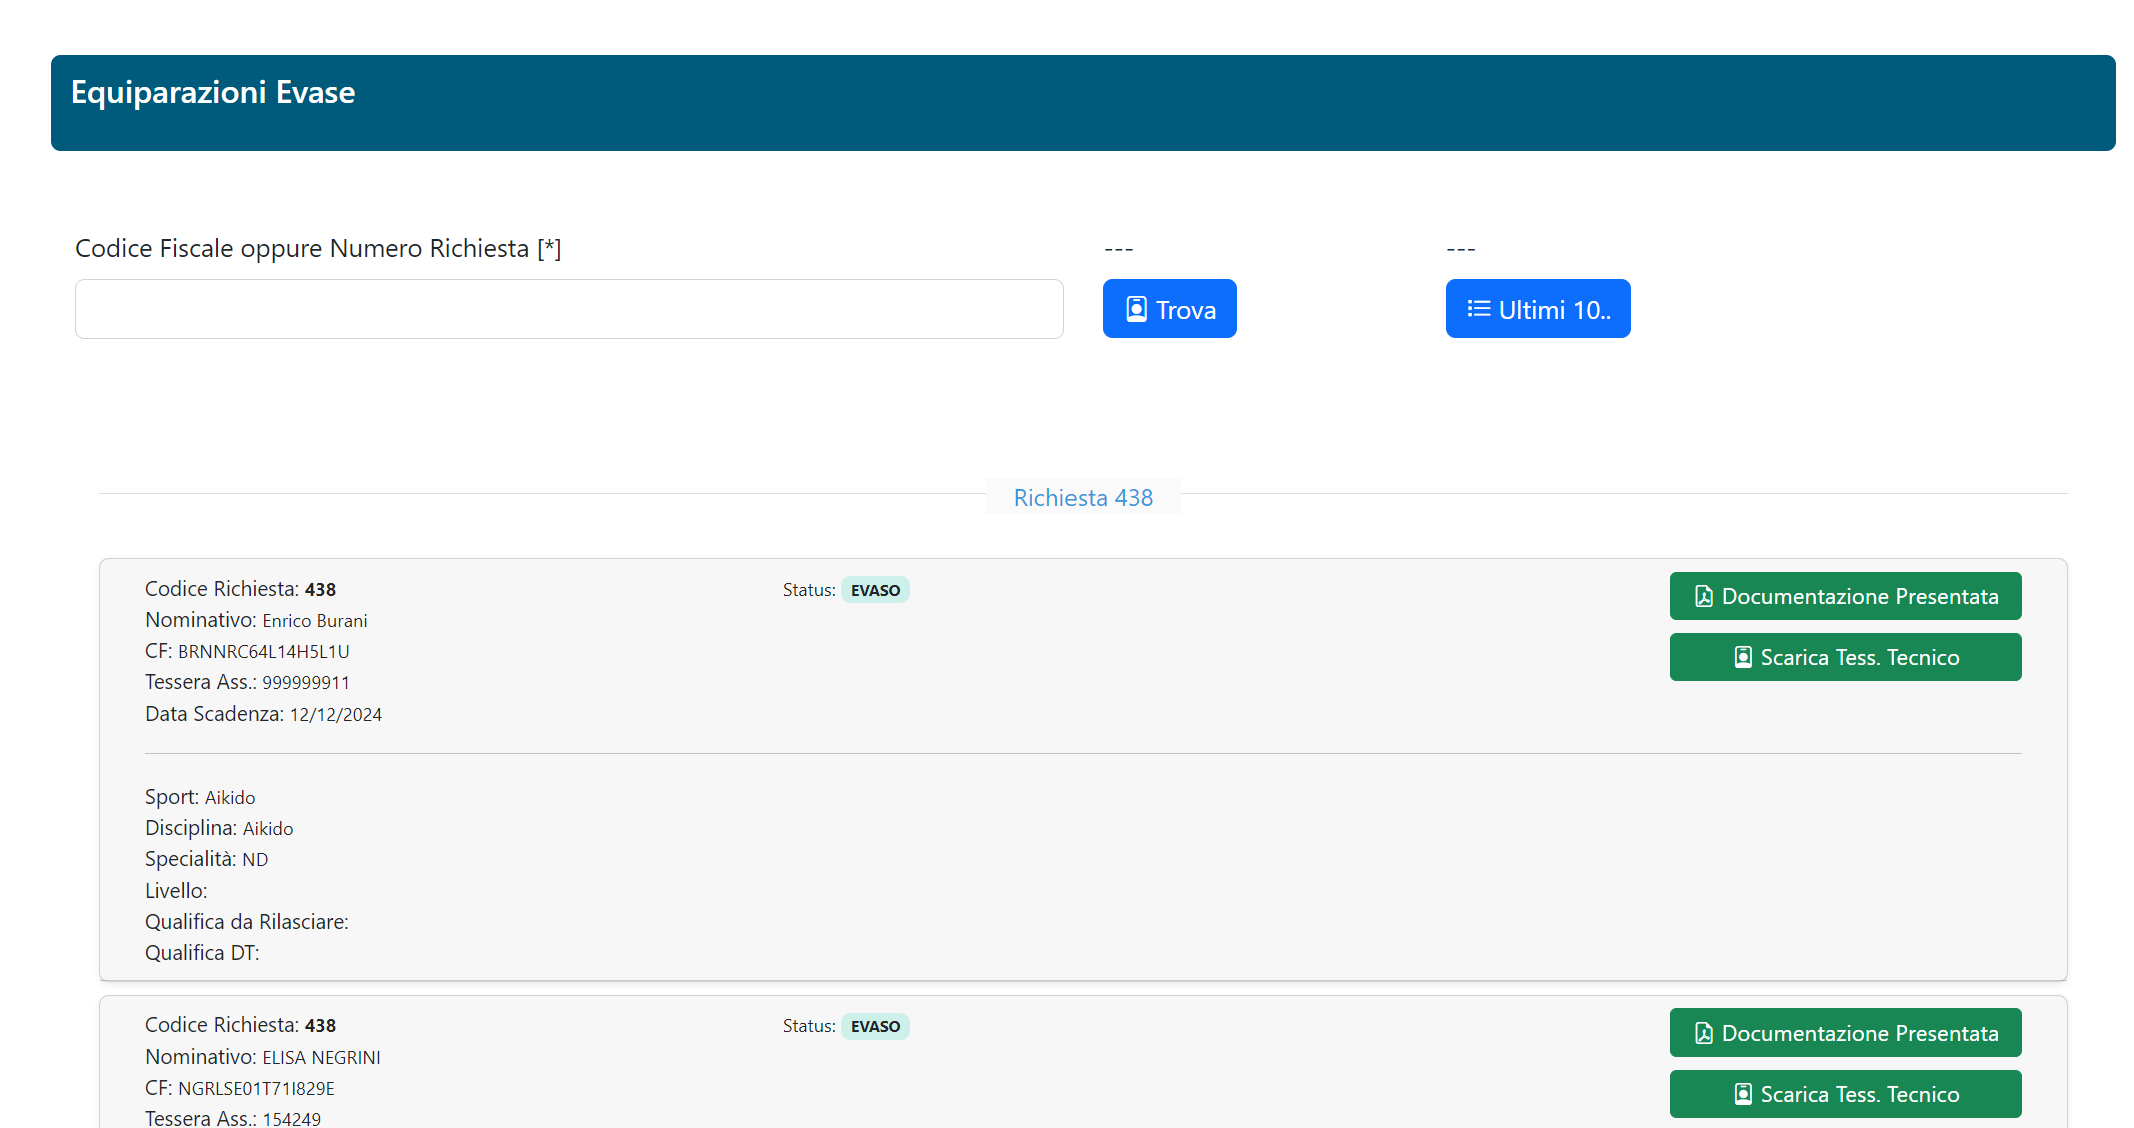 Equiparazioni Evase
Codice Fiscale oppure Numero Richiesta [*]
---
---
Trova
Ultimi 10..
Richiesta 438
Codice Richiesta: 438
Status: EVASO
Documentazione Presentata
Nominativo: Enrico Burani
CF: BRNNRC64L14H5L1U
Scarica Tess. Tecnico
Tessera Ass.: 999999911
Data Scadenza: 12/12/2024
Sport: Aikido
Disciplina: Aikido
Specialità: ND
Livello:
Qualifica da Rilasciare:
Qualifica DT:
Codice Richiesta: 438
Status: EVASO
Documentazione Presentata
Nominativo: ELISA NEGRINI
CF: NGRLSE01T71I829E
Scarica Tess. Tecnico
Tessera Ass.: 154249